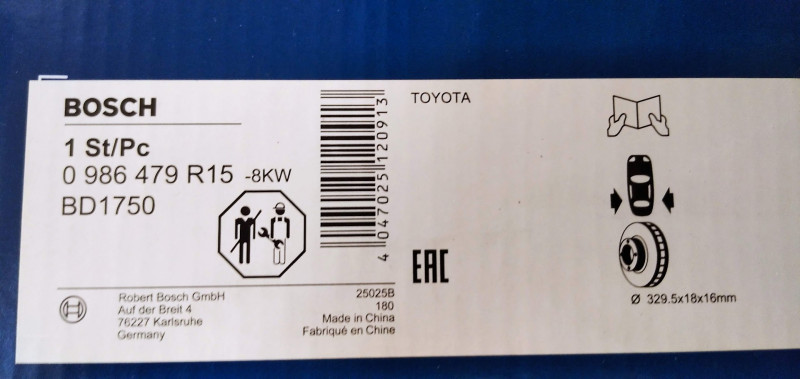 BOSCH
1 St/Pc
0 986 479 R15 -8KW
BD1750
4 047025 120913
TOYOTA
EAC
Ø 329.5x18x16mm
Robert Bosch GmbH
Auf der Breit 4
76227 Karlsruhe
Germany
25025B
180
Made in China
Fabriqué en Chine